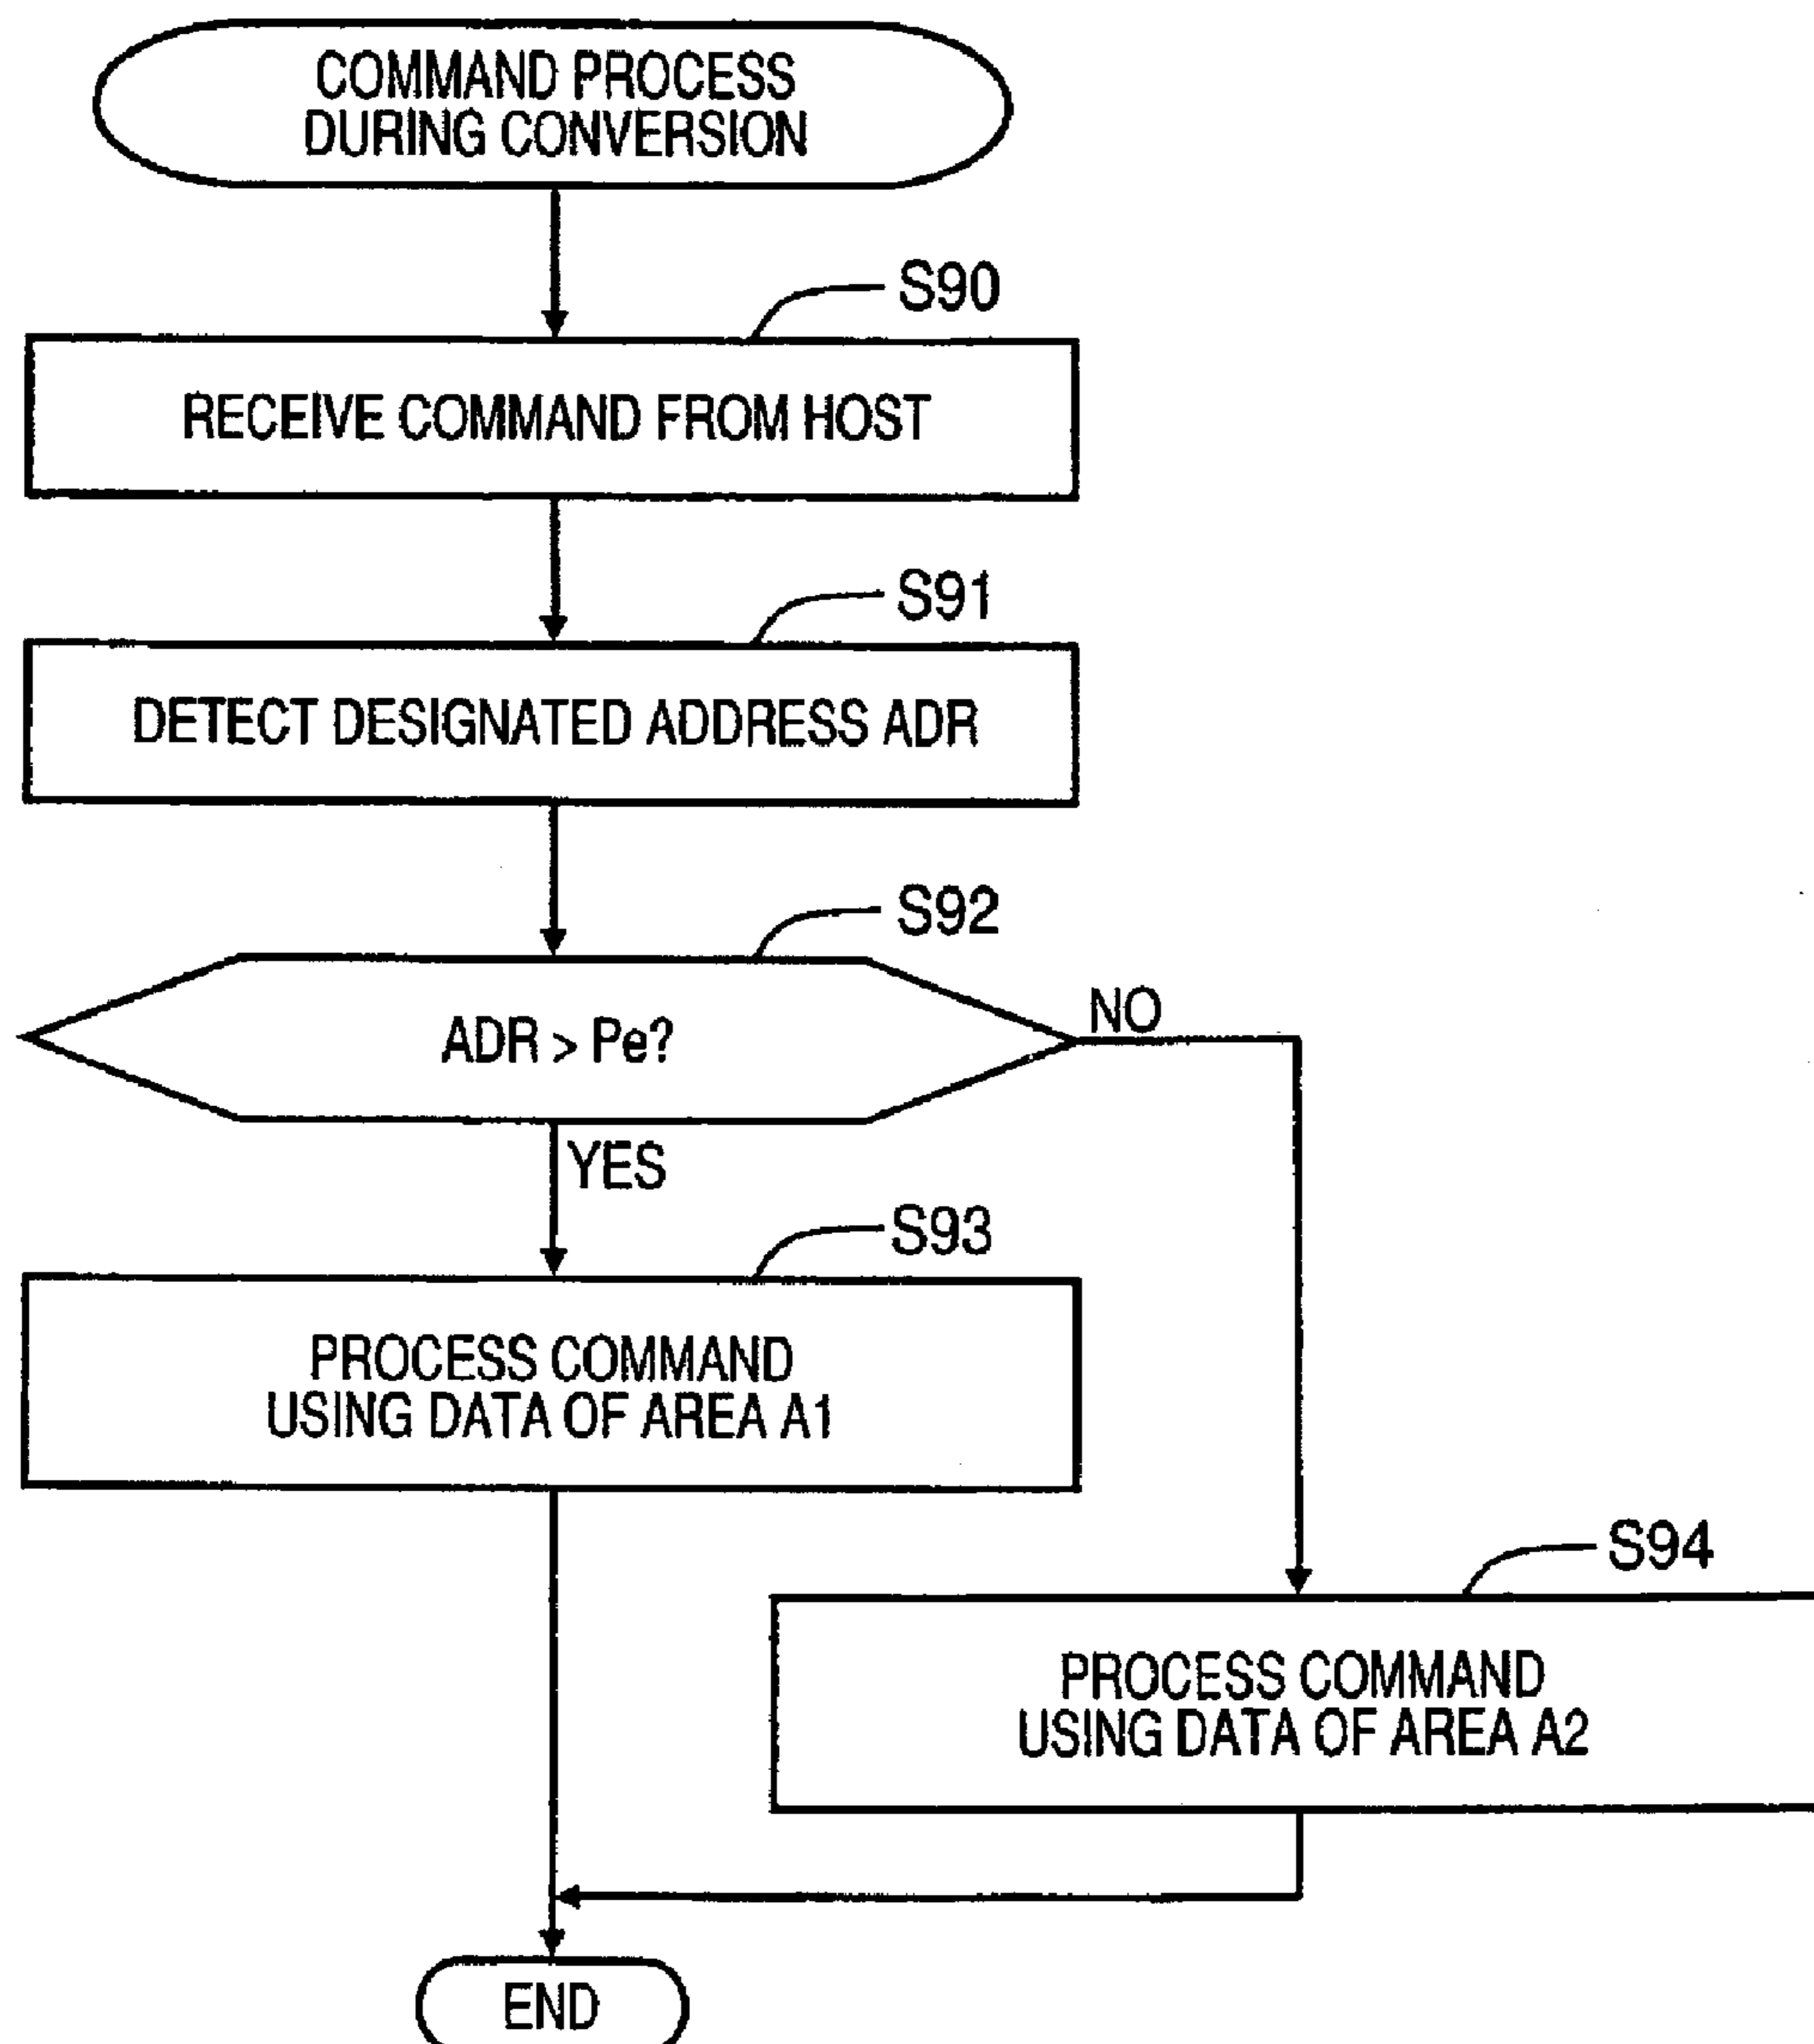 COMMAND PROCESS
DURING CONVERSION
S90
RECEIVE COMMAND FROM HOST
S91
DETECT DESIGNATED ADDRESS ADR
S92
ADR > Pe?
NO
YES
S93
PROCESS COMMAND
USING DATA OF AREA A1
S94
PROCESS COMMAND
USING DATA OF AREA A2
END